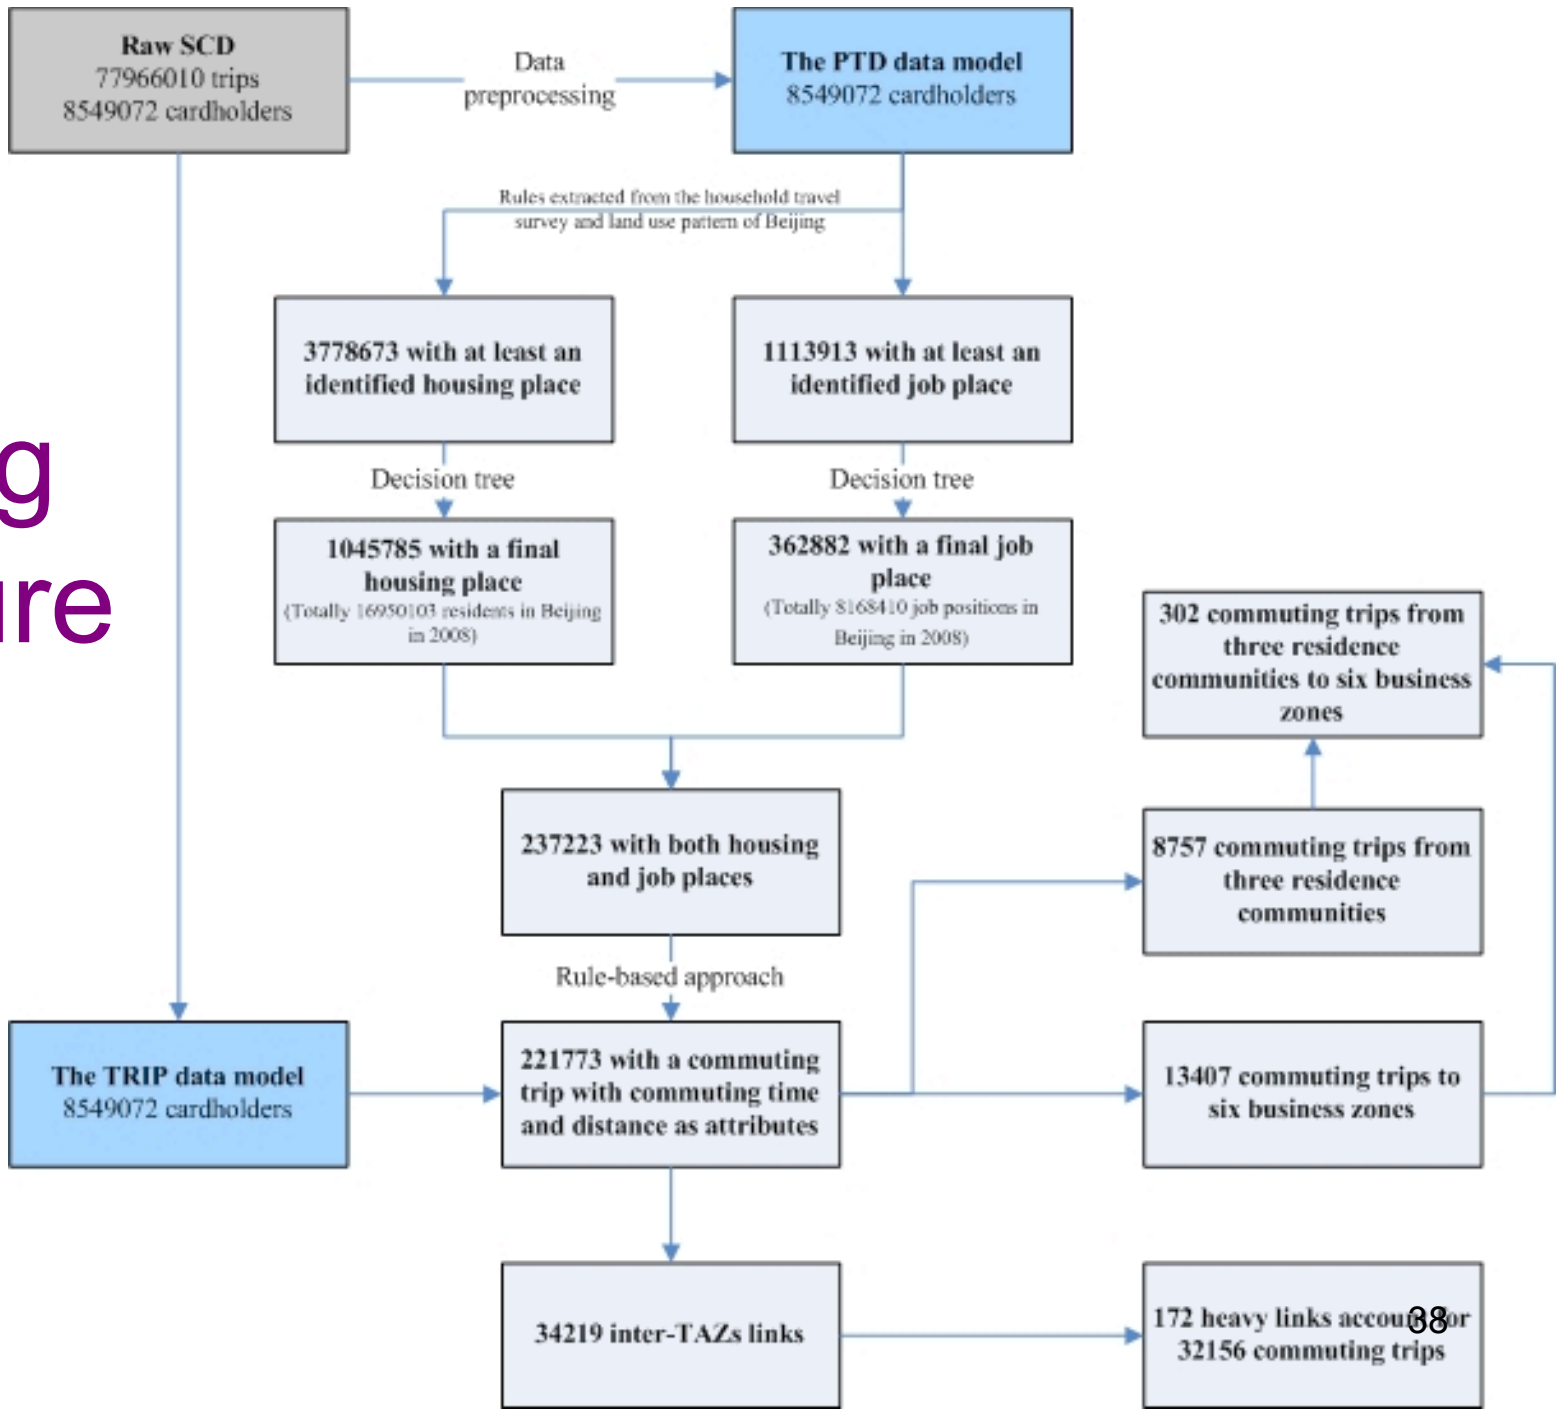 Raw SCD
77966010 trips
8549072 cardholders
Data
preprocessing
The PTD data model
8549072 cardholders
Rules extracted from the household travel
survey and land use pattern of Beijing
3778673 with at least an
identified housing place
1113913 with at least an
identified job place
g
ure
Decision tree
Decision tree
1045785 with a final
housing place
(Totally 16950103 residents in Beijing
in 2008)
362882 with a final job
place
(Totally 8168410 job positions in
Beijing in 2008)
302 commuting trips from
three residence
communities to six business
zones
237223 with both housing
and job places
8757 commuting trips from
three residence
communities
Rule-based approach
The TRIP data model
8549072 cardholders
221773 with a commuting
trip with commuting time
and distance as attributes
13407 commuting trips to
six business zones
34219 inter-TAZs links
172 heavy links account for
32156 commuting trips
38